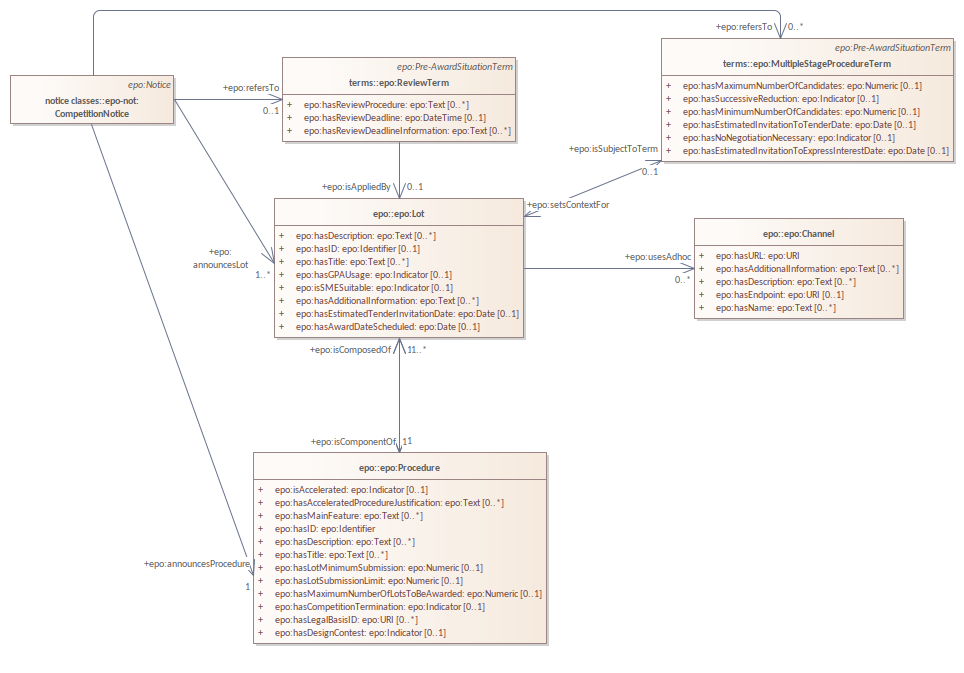 +epo:refersTo
0..*
epo:Notice
notice classes::epo-not:
CompetitionNotice
+epo:refersTo
0..1
epo:Pre-AwardSituationTerm
terms::epo:ReviewTerm
+ epo:hasReviewProcedure: epo:Text [0..*]
+ epo:hasReviewDeadline: epo:DateTime [0..1]
+ epo:hasReviewDeadlineInformation: epo:Text [0..*]
epo:Pre-AwardSituationTerm
terms::epo:MultipleStageProcedureTerm
+ epo:hasMaximumNumberOfCandidates: epo:Numeric [0..1]
+ epo:hasSuccessiveReduction: epo:Indicator [0..1]
+ epo:hasMinimumNumberOfCandidates: epo:Numeric [0..1]
+ epo:hasEstimatedInvitationToTenderDate: epo:Date [0..1]
+ epo:hasNoNegotiationNecessary: epo:Indicator [0..1]
+ epo:hasEstimatedInvitationToExpressInterestDate: epo:Date [0..1]
+epo:isSubjectToTerm
0..1
+epo:isAppliedBy
0..1
+epo:setsContextFor
epo::epo:Lot
+ epo:hasDescription: epo:Text [0..*]
+ epo:hasID: epo:Identifier [0..1]
+ epo:hasTitle: epo:Text [0..*]
+ epo:hasGPAUsage: epo:Indicator [0..1]
+ epo:isSMESuitable: epo:Indicator [0..1]
+ epo:hasAdditionalInformation: epo:Text [0..*]
+ epo:hasEstimatedTenderInvitationDate: epo:Date [0..1]
+ epo:hasAwardDateScheduled: epo:Date [0..1]
+epo:
announcesLot
1..*
+epo:usesAdhoc
0..*
epo::epo:Channel
+ epo:hasURL: epo:URI
+ epo:hasAdditionalInformation: epo:Text [0..*]
+ epo:hasDescription: epo:Text [0..*]
+ epo:hasEndpoint: epo:URI [0..1]
+ epo:hasName: epo:Text [0..*]
+epo:isComposedOf
11..*
+epo:isComponentOf
11
epo::epo:Procedure
+ epo:isAccelerated: epo:Indicator [0..1]
+ epo:hasAcceleratedProcedureJustification: epo:Text [0..*]
+ epo:hasMainFeature: epo:Text [0..*]
+ epo:hasID: epo:Identifier
+ epo:hasDescription: epo:Text [0..*]
+ epo:hasTitle: epo:Text [0..*]
+ epo:hasLotMinimumSubmission: epo:Numeric [0..1]
+ epo:hasLotSubmissionLimit: epo:Numeric [0..1]
+ epo:hasMaximumNumberOfLotsToBeAwarded: epo:Numeric [0..1]
+ epo:hasCompetitionTermination: epo:Indicator [0..1]
+ epo:hasLegalBasisID: epo:URI [0..*]
+ epo:hasDesignContest: epo:Indicator [0..1]
+epo:announcesProcedure
1